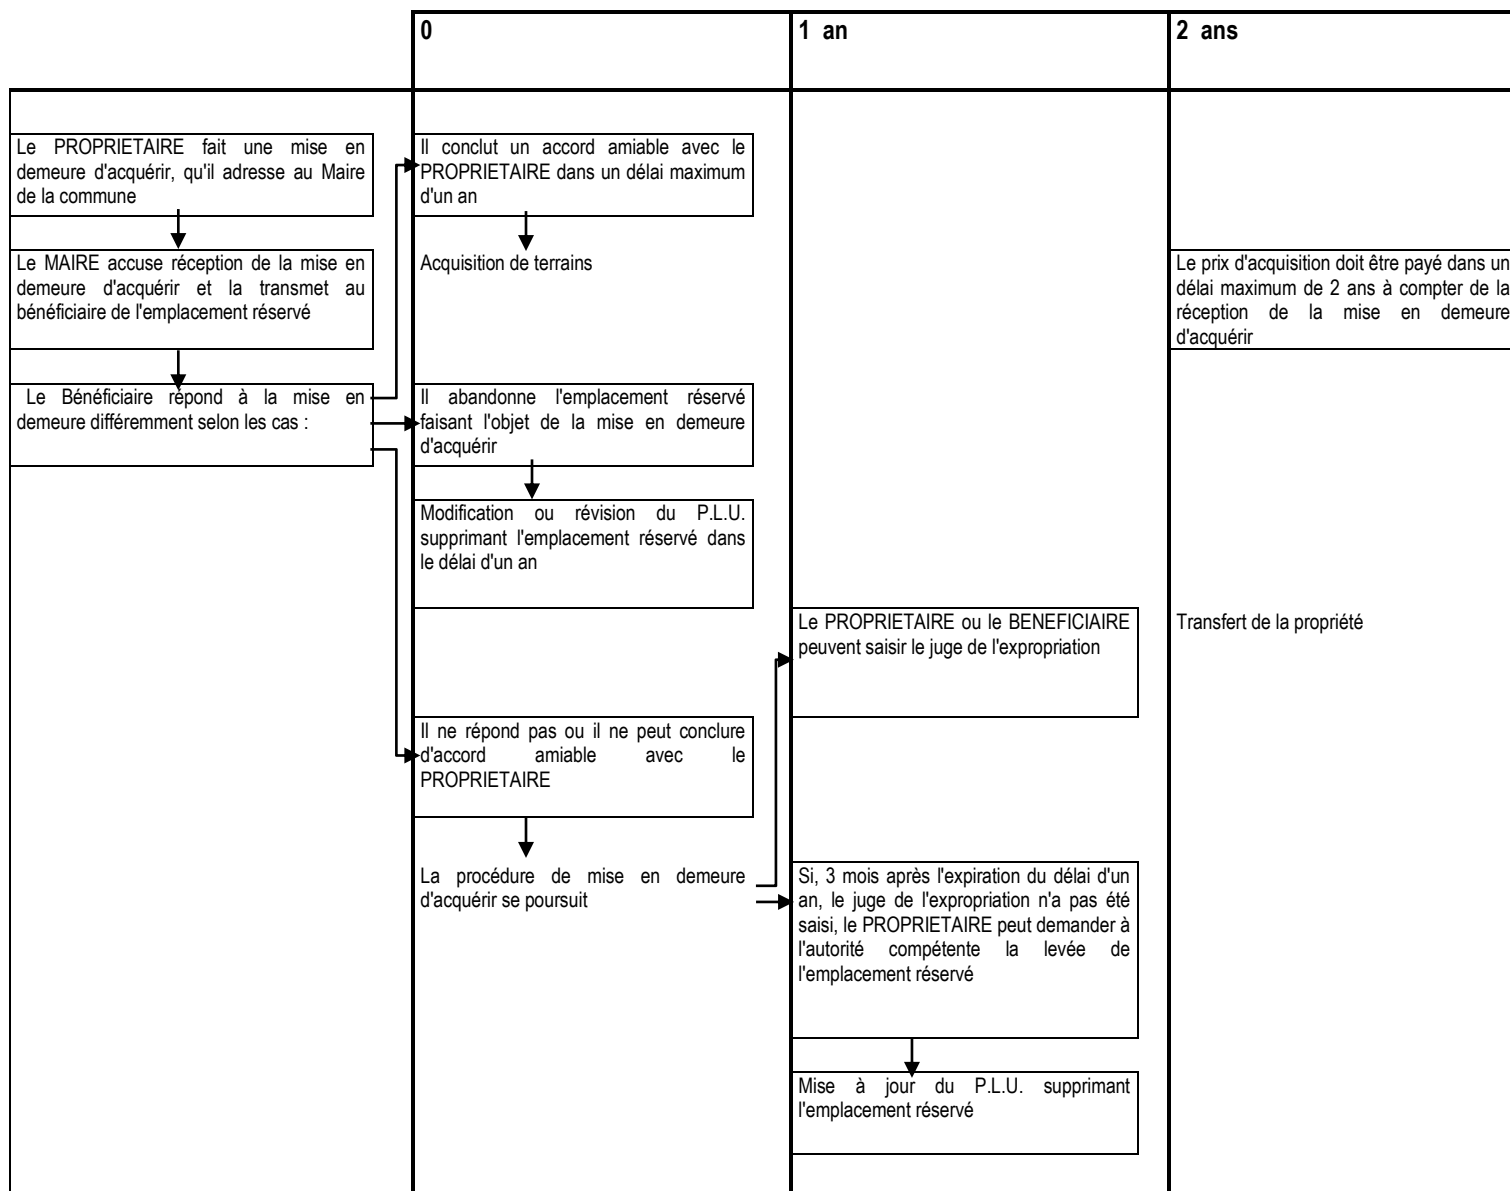 0
1 an
2 ans
Le PROPRIETAIRE fait une mise en
demeure d'acquérir, qu'il adresse au Maire
de la commune
Il conclut un accord amiable avec le
PROPRIETAIRE dans un délai maximum
d'un an
Le MAIRE accuse réception de la mise en
demeure d'acquérir et la transmet au
bénéficiaire de l'emplacement réservé
Acquisition de terrains
Le prix d'acquisition doit être payé dans un
délai maximum de 2 ans à compter de la
réception de la mise en demeure
d'acquérir
Le Bénéficiaire répond à la mise en
demeure différemment selon les cas :
Il abandonne l'emplacement réservé
faisant l'objet de la mise en demeure
d'acquérir
Modification ou révision du P.L.U.
supprimant l'emplacement réservé dans
le délai d'un an
Le PROPRIETAIRE ou le BENEFICIAIRE
peuvent saisir le juge de l'expropriation
Transfert de la propriété
Il ne répond pas ou il ne peut conclure
d'accord amiable avec le
PROPRIETAIRE
La procédure de mise en demeure
d'acquérir se poursuit
Si, 3 mois après l'expiration du délai d'un
an, le juge de l'expropriation n'a pas été
saisi, le PROPRIETAIRE peut demander à
l'autorité compétente la levée de
l'emplacement réservé
Mise à jour du P.L.U. supprimant
l'emplacement réservé